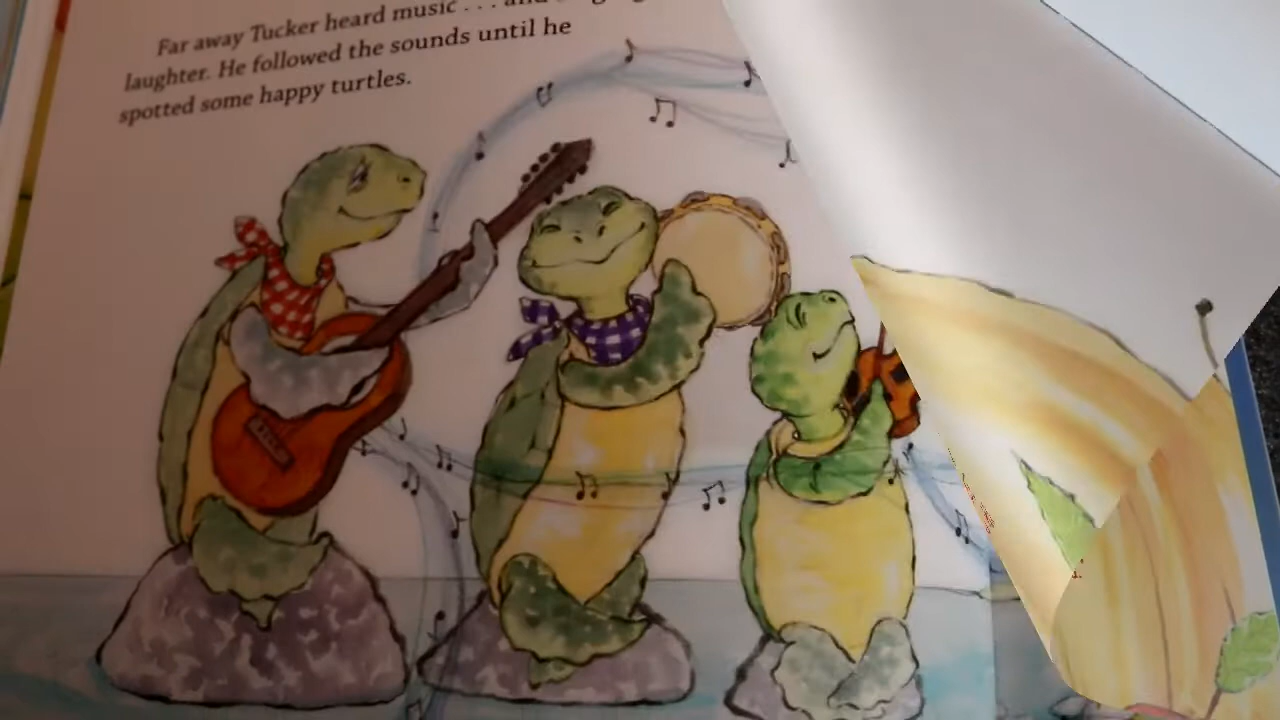 Far away Tucker heard music . . . and
laughter. He followed the sounds until he
spotted some happy turtles.